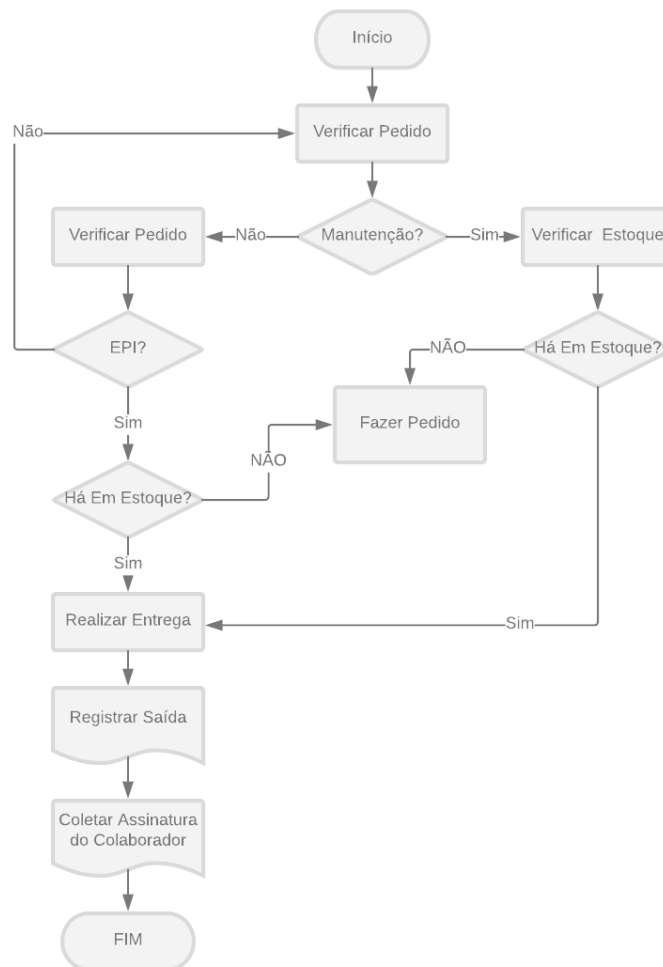 Início
Não
Verificar Pedido
Verificar Pedido
Não
Manutenção?
Sim
Verificar Estoque
EPI?
NÃO
Há Em Estoque?
Fazer Pedido
Sim
NÃO
Há Em Estoque?
Sim
Realizar Entrega
Sim
Registrar Saída
Coletar Assinatura
do Colaborador
FIM